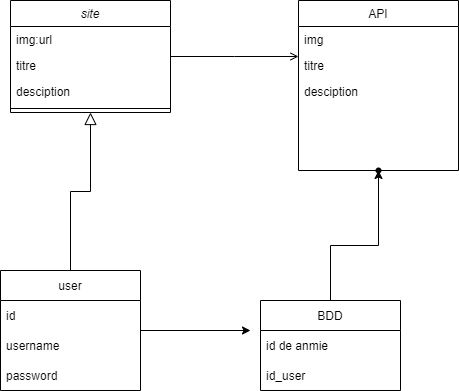 site
img:url
titre
desciption
API
img
titre
desciption
user
id
username
password
BDD
id de anmie
id_user